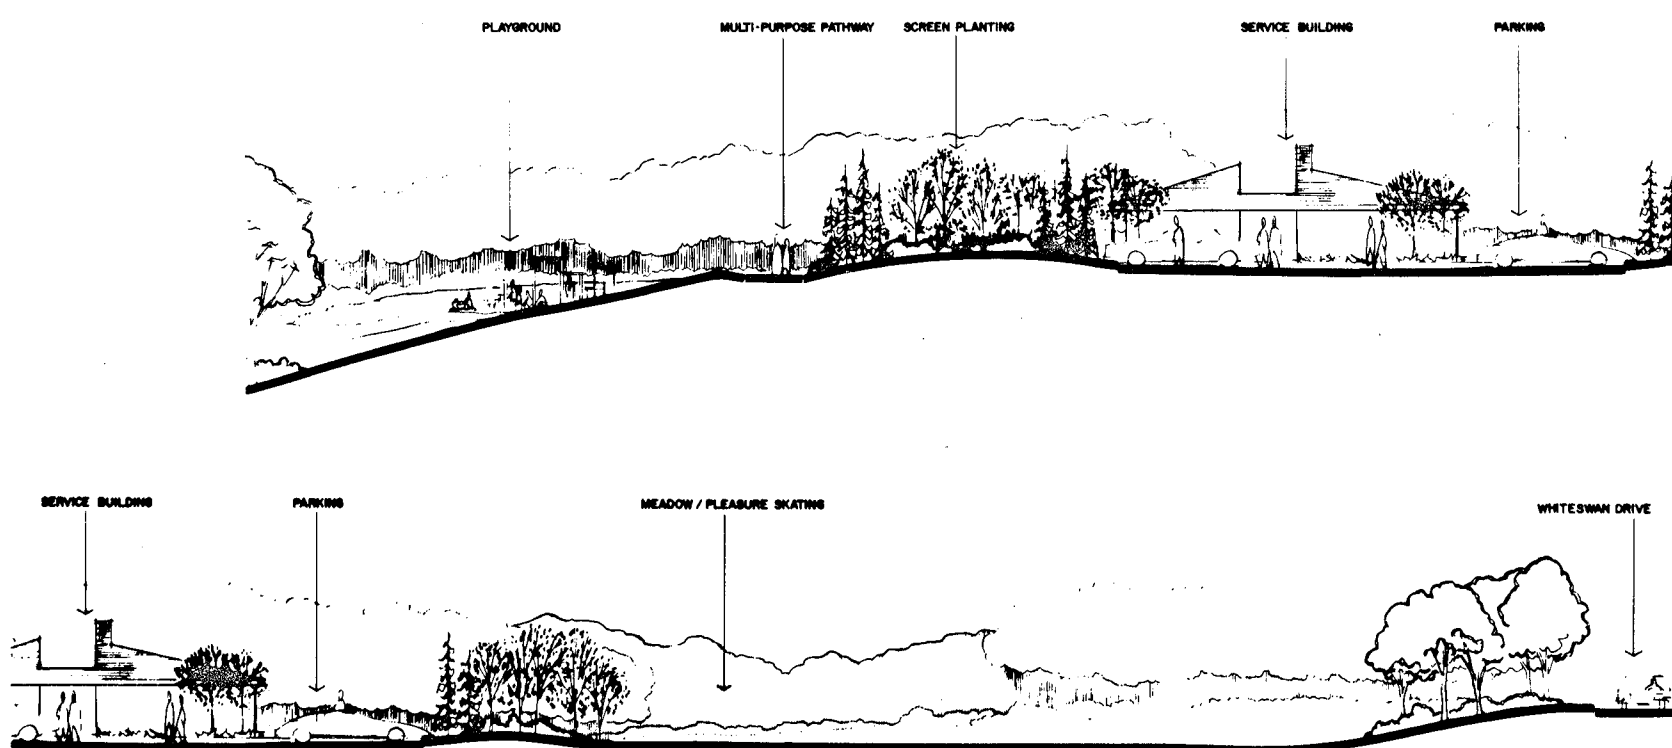 PLAYGROUND
MULTI-PURPOSE PATHWAY
SCREEN PLANTING
SERVICE BUILDING
PARKING
SERVICE BUILDING
PARKING
MEADOW / PLEASURE SKATING
WHITESWAN DRIVE